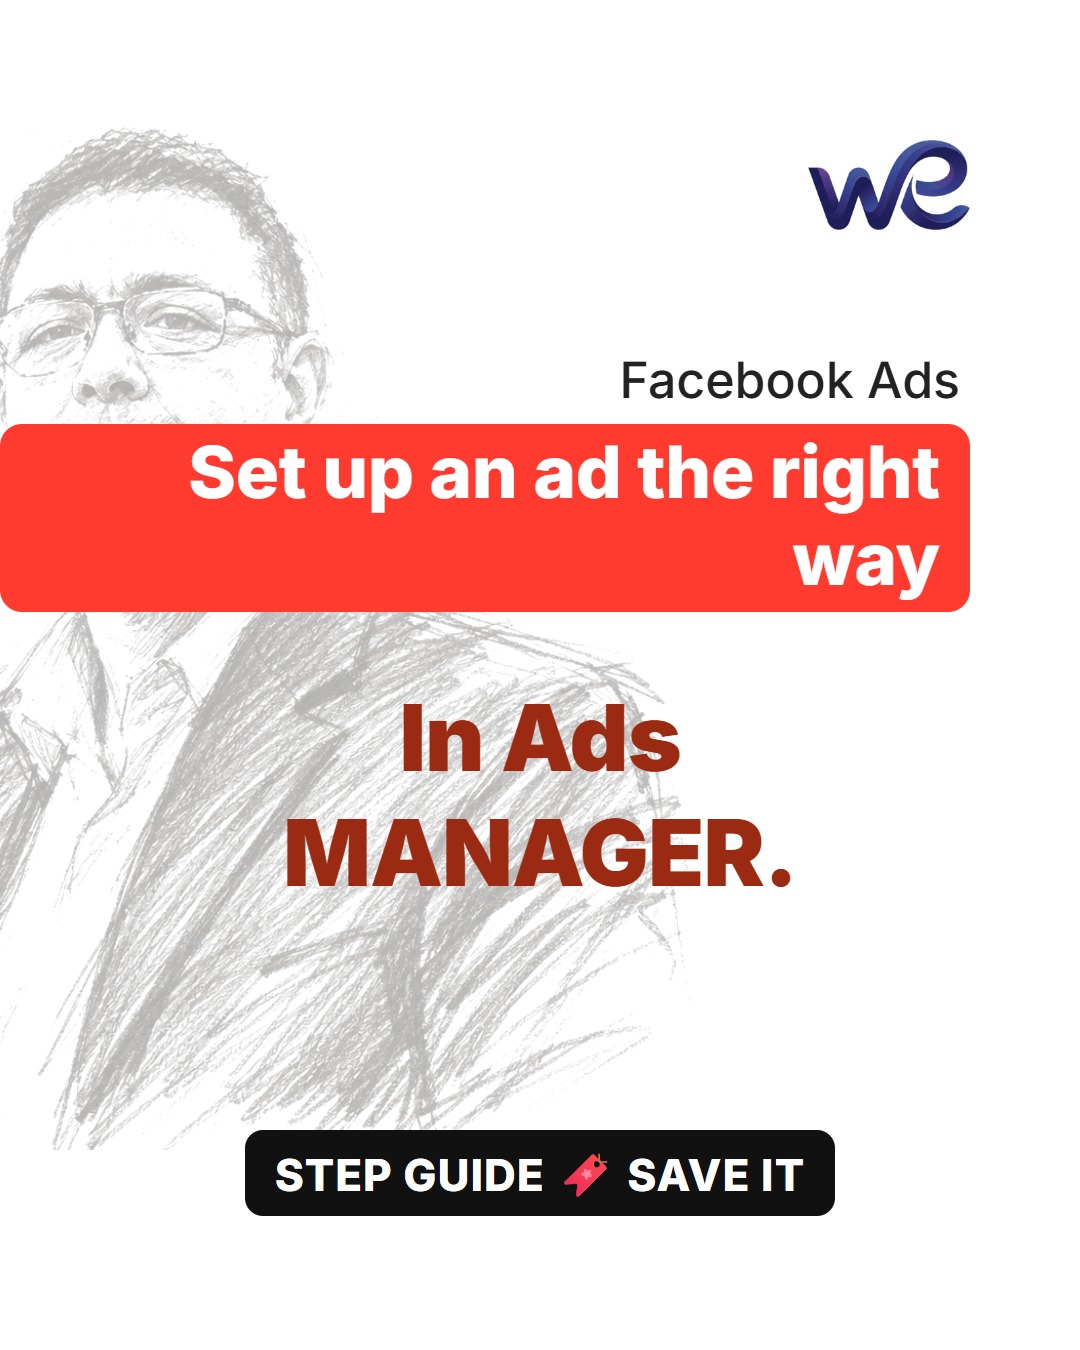 we
Facebook Ads
Set up an ad the right
way
In Ads
MANAGER.
STEP GUIDE 🔖 SAVE IT